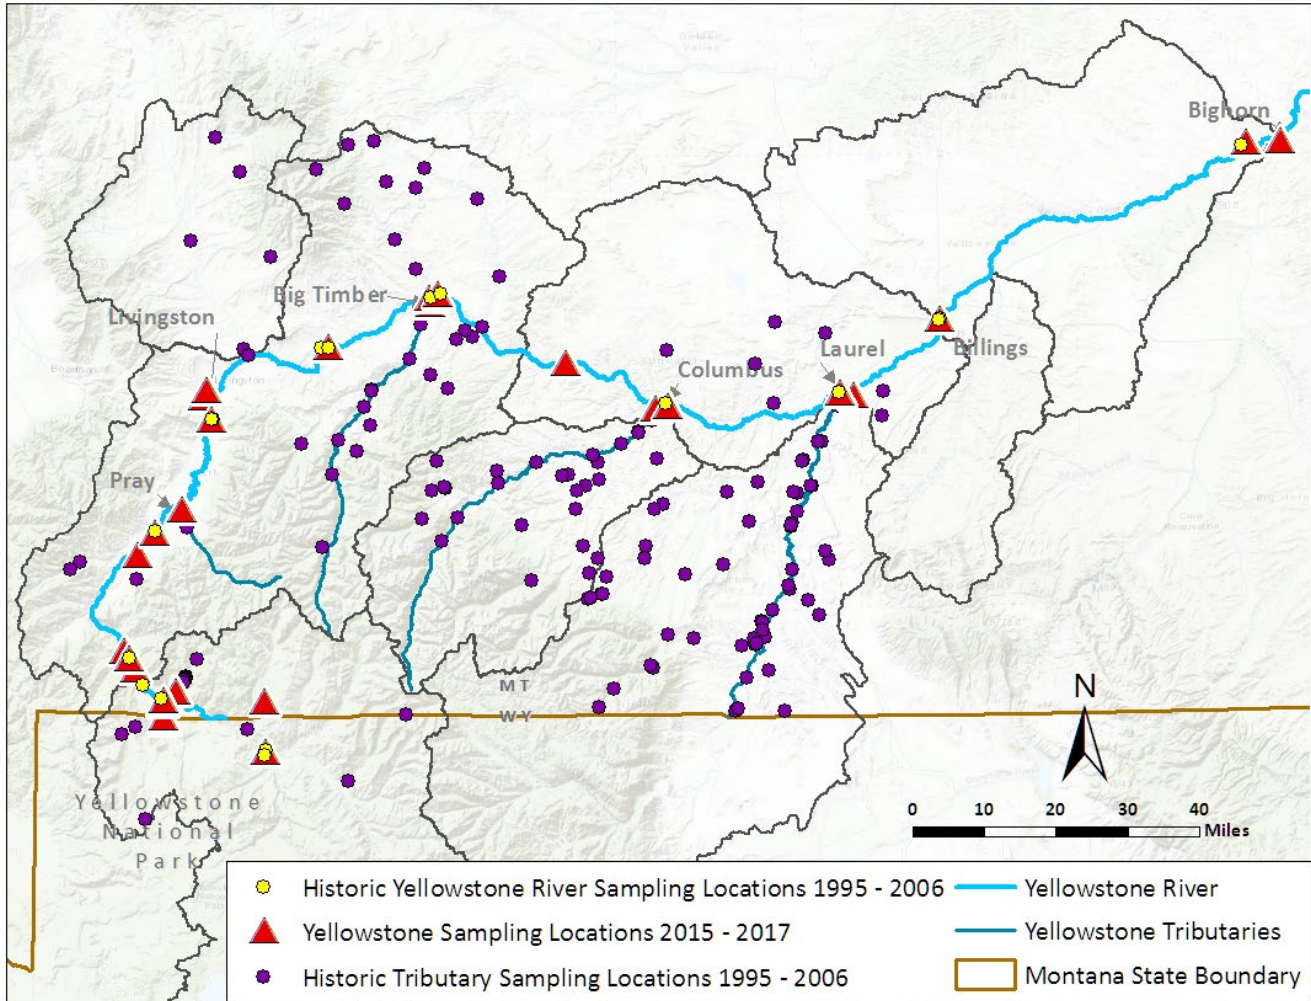 Bighorn
Big Timber
Livingston
Laurel
Billings
Columbus
Pray
MT
WY
N
Yellowstone
National
Park
0 10 20 30 40
Miles
Historic Yellowstone River Sampling Locations 1995 - 2006
Yellowstone River
Yellowstone Sampling Locations 2015 - 2017
Yellowstone Tributaries
Historic Tributary Sampling Locations 1995 - 2006
Montana State Boundary